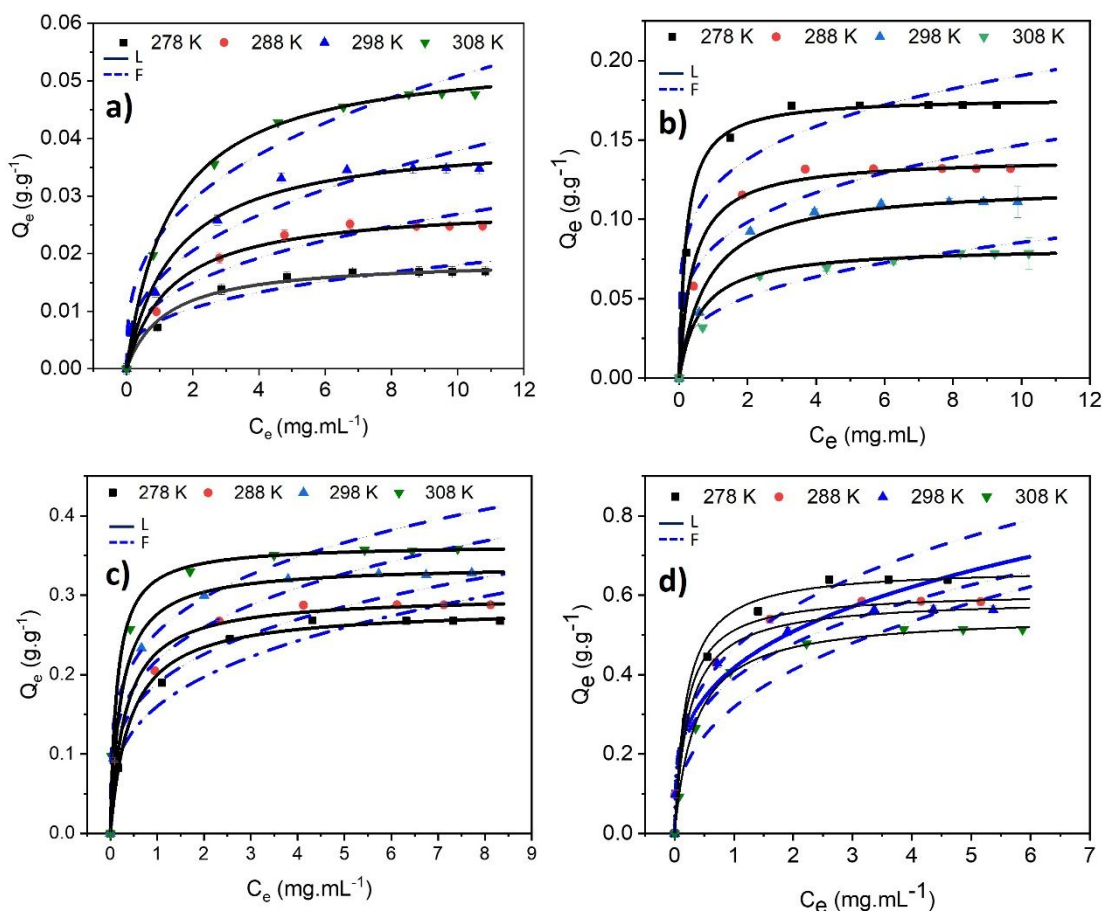 278 K 288 K 298 K 308 K
L
F
a)
0.06
0.05
0.04
0.03
0.02
0.01
0.00
Qe (g.g-1)
0 2 4 6 8 10 12
Ce (mg.mL-1)
278 K 288 K 298 K 308 K
L
F
b)
0.20
0.15
0.10
0.05
0.00
Qe (g.g-1)
0 2 4 6 8 10 12
Ce (mg.mL)
278 K 288 K 298 K 308 K
L
F
c)
0.4
0.3
0.2
0.1
0.0
Qe (g.g-1)
0 1 2 3 4 5 6 7 8 9
Ce (mg.mL-1)
278 K 288 K 298 K 308 K
L
F
d)
0.8
0.6
0.4
0.2
0.0
Qe (g.g-1)
0 1 2 3 4 5 6
Ce (mg.mL-1)